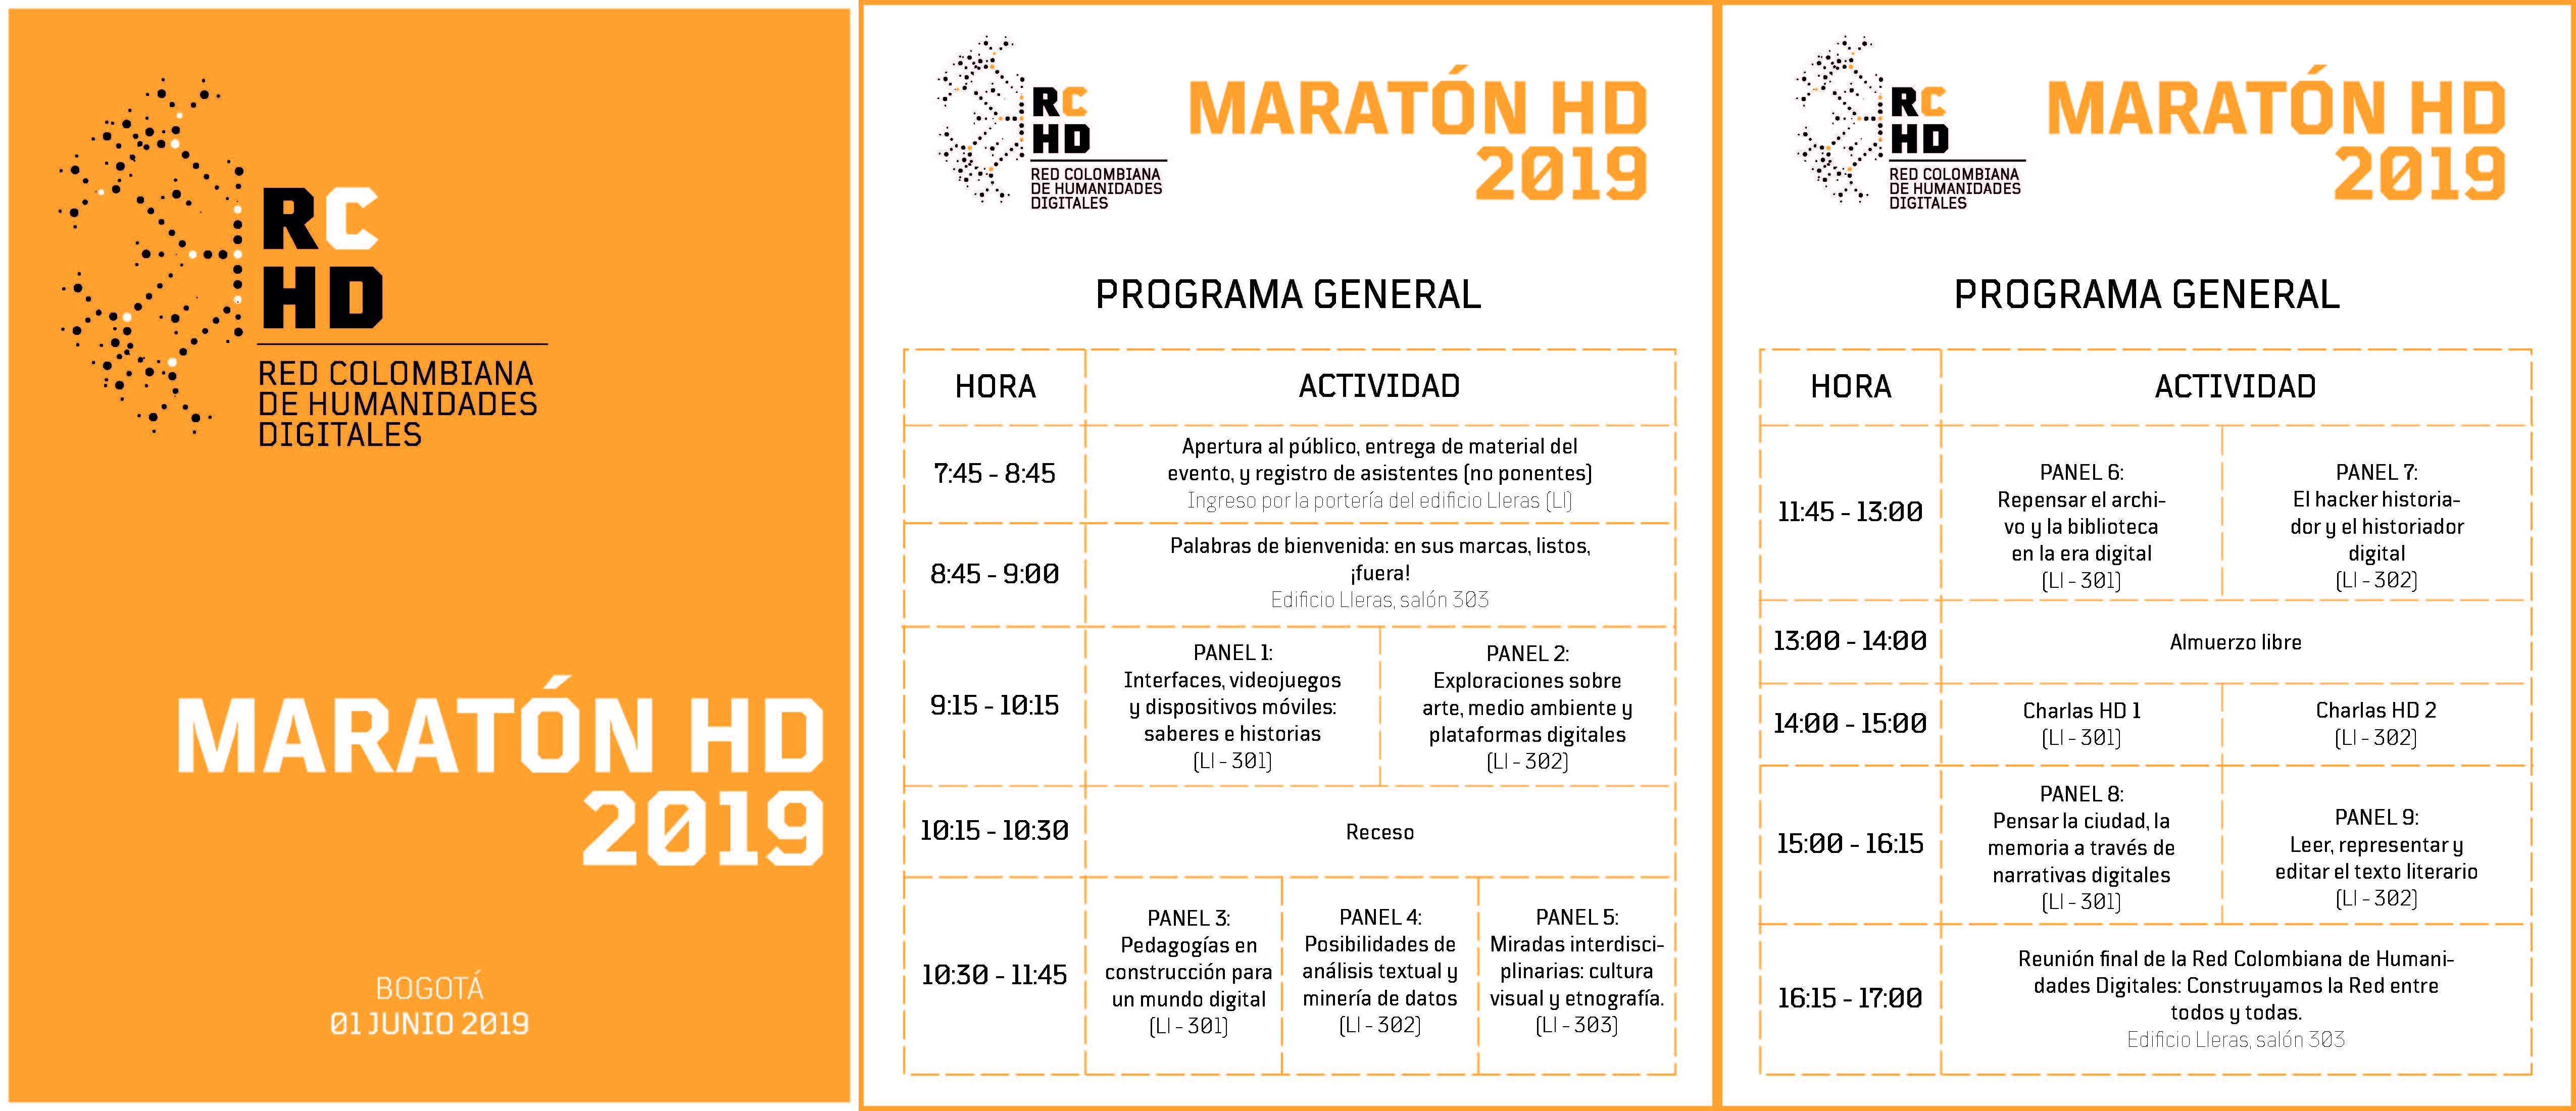 RC
HD
RED COLOMBIANA
DE HUMANIDADES
DIGITALES
MARATÓN HD
2019
BOGOTÁ
01 JUNIO 2019
RC
HD
RED COLOMBIANA
DE HUMANIDADES
DIGITALES
MARATÓN HD
2019
PROGRAMA GENERAL
HORA
ACTIVIDAD
7:45 - 8:45
Apertura al público, entrega de material del
evento, y registro de asistentes (no ponentes)
Ingreso por la portería del edificio Lleras (LI)
8:45 - 9:00
Palabras de bienvenida: en sus marcas, listos,
¡fuera!
Edificio Lleras, salón 303
9:15 - 10:15
PANEL 1:
Interfaces, videojuegos
y dispositivos móviles:
saberes e historias
(LI - 301)
PANEL 2:
Exploraciones sobre
arte, medio ambiente y
plataformas digitales
(LI - 302)
10:15 - 10:30
Receso
10:30 - 11:45
PANEL 3:
Pedagogías en
construcción para
un mundo digital
(LI - 301)
PANEL 4:
Posibilidades de
análisis textual y
minería de datos
(LI - 302)
PANEL 5:
Miradas interdisci-
plinarias: cultura
visual y etnografía.
(LI - 303)
RC
HD
RED COLOMBIANA
DE HUMANIDADES
DIGITALES
MARATÓN HD
2019
PROGRAMA GENERAL
HORA
ACTIVIDAD
11:45 - 13:00
PANEL 6:
Repensar el archi-
vo y la biblioteca
en la era digital
(LI - 301)
PANEL 7:
El hacker historia-
dor y el historiador
digital
(LI - 302)
13:00 - 14:00
Almuerzo libre
14:00 - 15:00
Charlas HD 1
(LI - 301)
Charlas HD 2
(LI - 302)
15:00 - 16:15
PANEL 8:
Pensar la ciudad, la
memoria a través de
narrativas digitales
(LI - 301)
PANEL 9:
Leer, representar y
editar el texto literario
(LI - 302)
16:15 - 17:00
Reunión final de la Red Colombiana de Humani-
dades Digitales: Construyamos la Red entre
todos y todas.
Edificio Lleras, salón 303